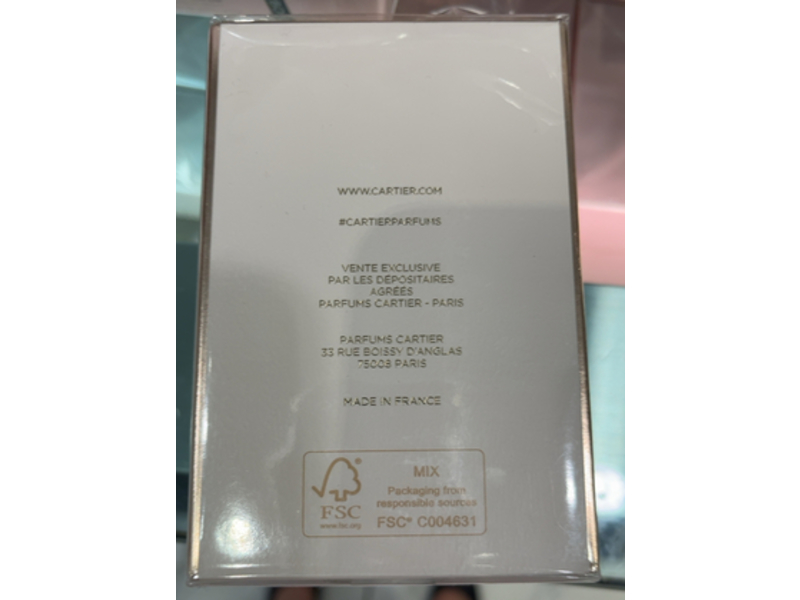 WWW.CARTIER.COM
#CARTIERPARFUMS
VENTE EXCLUSIVE
PAR LES DÉPOSITAIRES
AGRÉÉS
PARFUMS CARTIER - PARIS
PARFUMS CARTIER
33 RUE BOISSY D'ANGLAS
75008 PARIS
MADE IN FRANCE
FSC
www.fsc.org
MIX
Packaging from
responsible sources
FSC® C004631